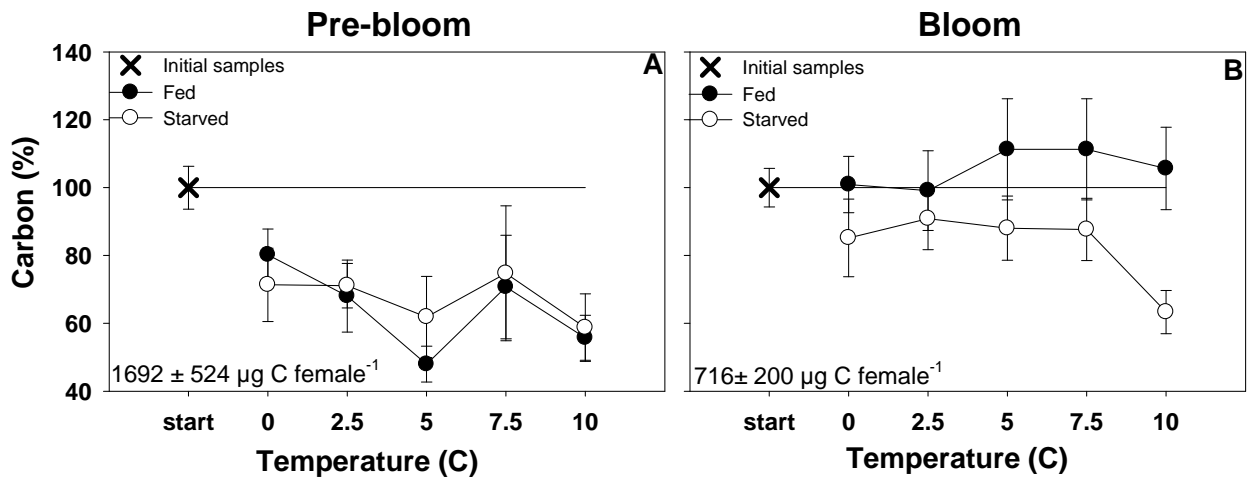 Pre-bloom
140
120
100
80
60
40
Carbon (%)
Initial samples
Fed
Starved
A
1692 ± 524 µg C female⁻¹
start 0 2.5 5 7.5 10
Temperature (C)
Bloom
Initial samples
Fed
Starved
B
716± 200 µg C female⁻¹
start 0 2.5 5 7.5 10
Temperature (C)